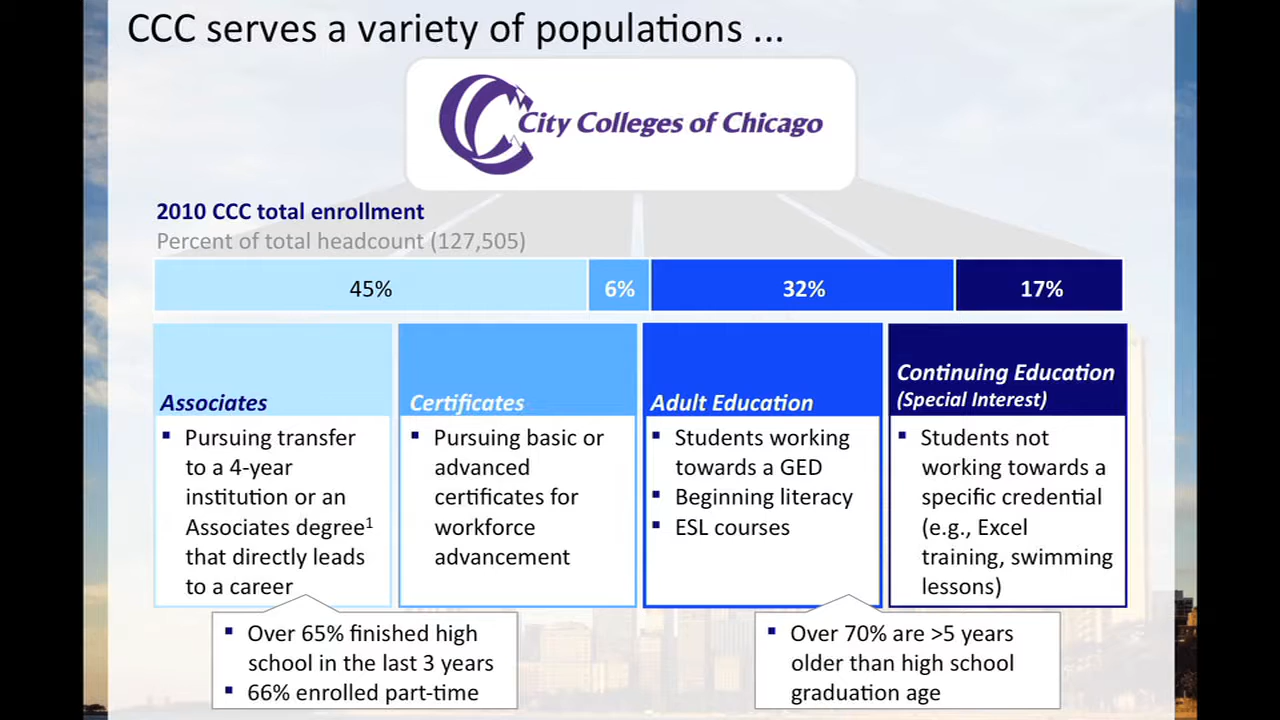 CCC serves a variety of populations ...
City Colleges of Chicago
2010 CCC total enrollment
Percent of total headcount (127,505)
45%
6%
32%
17%
Associates
▪ Pursuing transfer
to a 4-year
institution or an
Associates degree¹
that directly leads
to a career
▪ Over 65% finished high
school in the last 3 years
▪ 66% enrolled part-time
Certificates
▪ Pursuing basic or
advanced
certificates for
workforce
advancement
Adult Education
▪ Students working
towards a GED
▪ Beginning literacy
▪ ESL courses
▪ Over 70% are >5 years
older than high school
graduation age
Continuing Education
(Special Interest)
▪ Students not
working towards a
specific credential
(e.g., Excel
training, swimming
lessons)